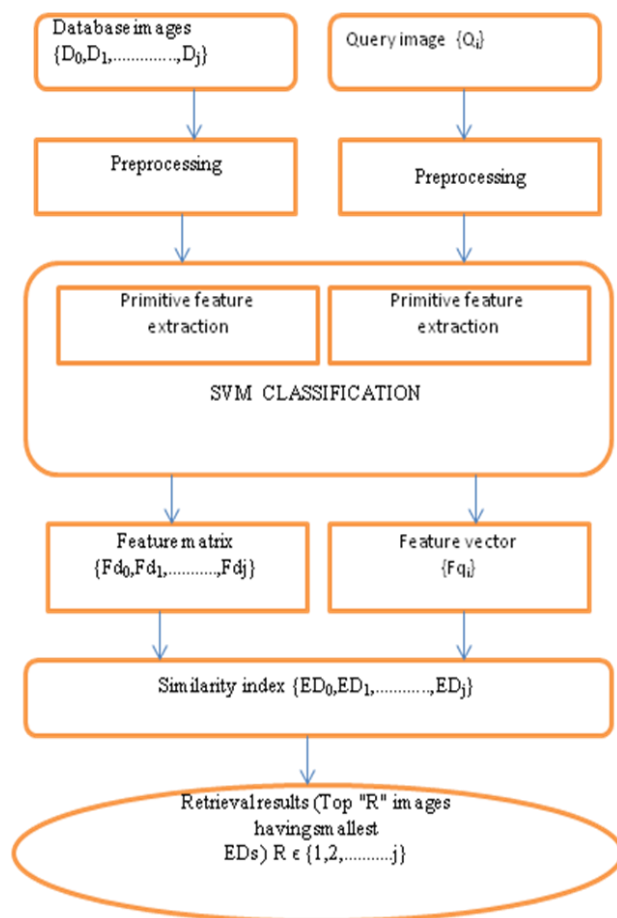 Database images
{D₀,D₁,.............,Dⱼ}
Query image {Qᵢ}
Preprocessing
Preprocessing
Primitive feature
extraction
Primitive feature
extraction
SVM CLASSIFICATION
Feature matrix
{Fd₀,Fd₁,...........,Fdj}
Feature vector
{Fqᵢ}
Similarity index {ED₀,ED₁,............,EDⱼ}
Retrieval results (Top "R" images
having smallest
EDs) R ϵ {1,2,..........j}